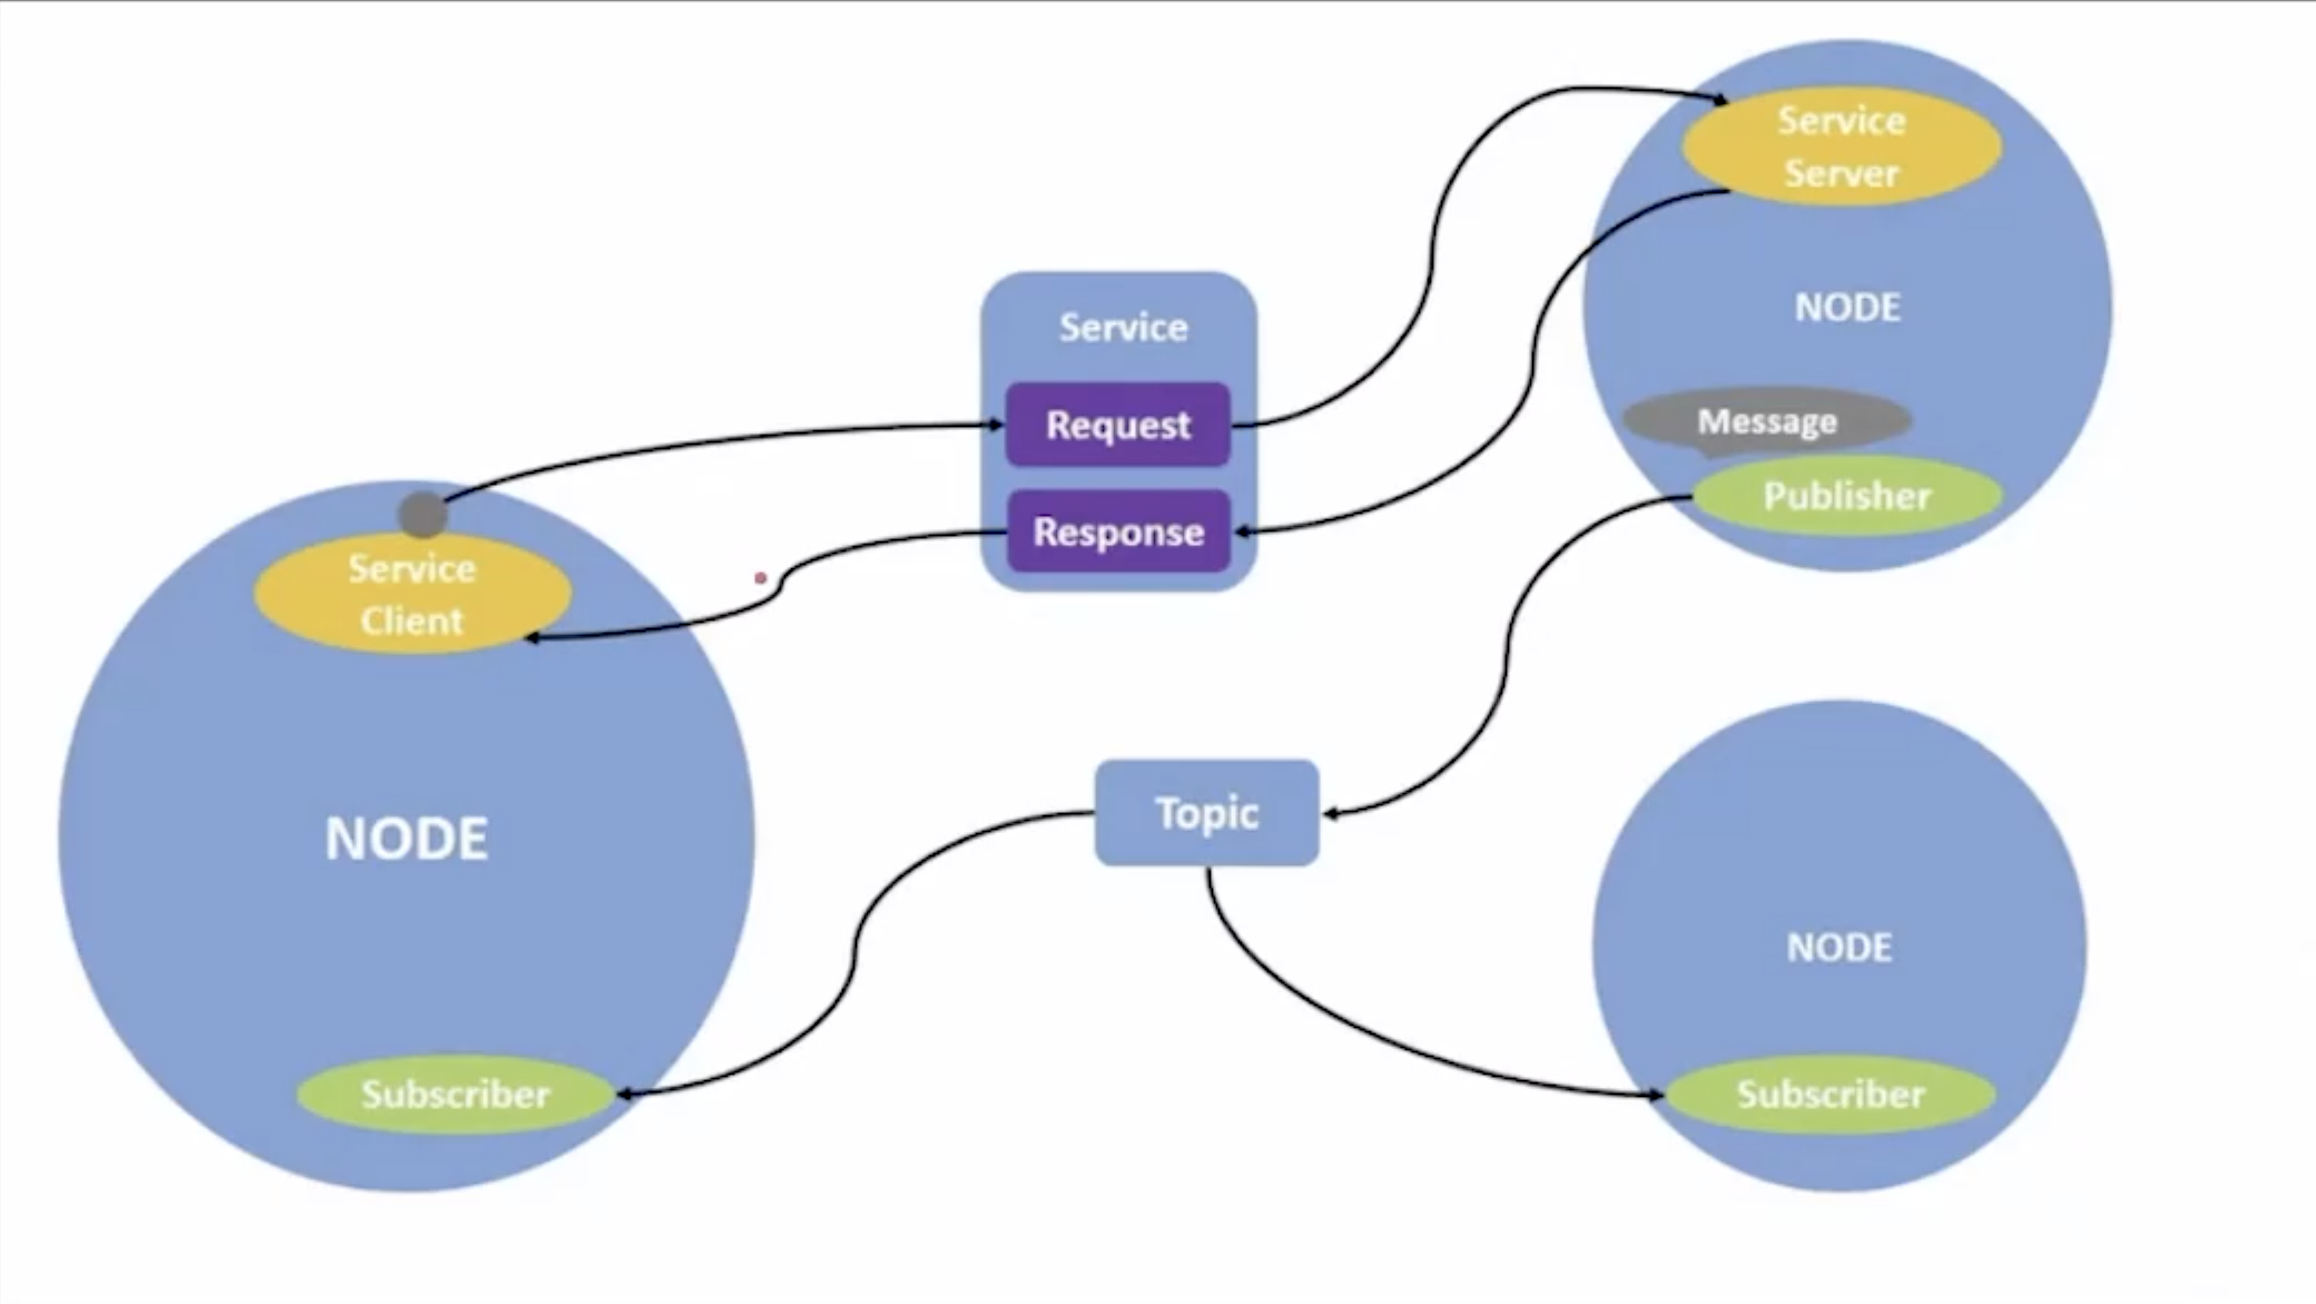 Service
Server
NODE
Message
Publisher
Service
Request
Response
Service
Client
NODE
Subscriber
Topic
NODE
Subscriber